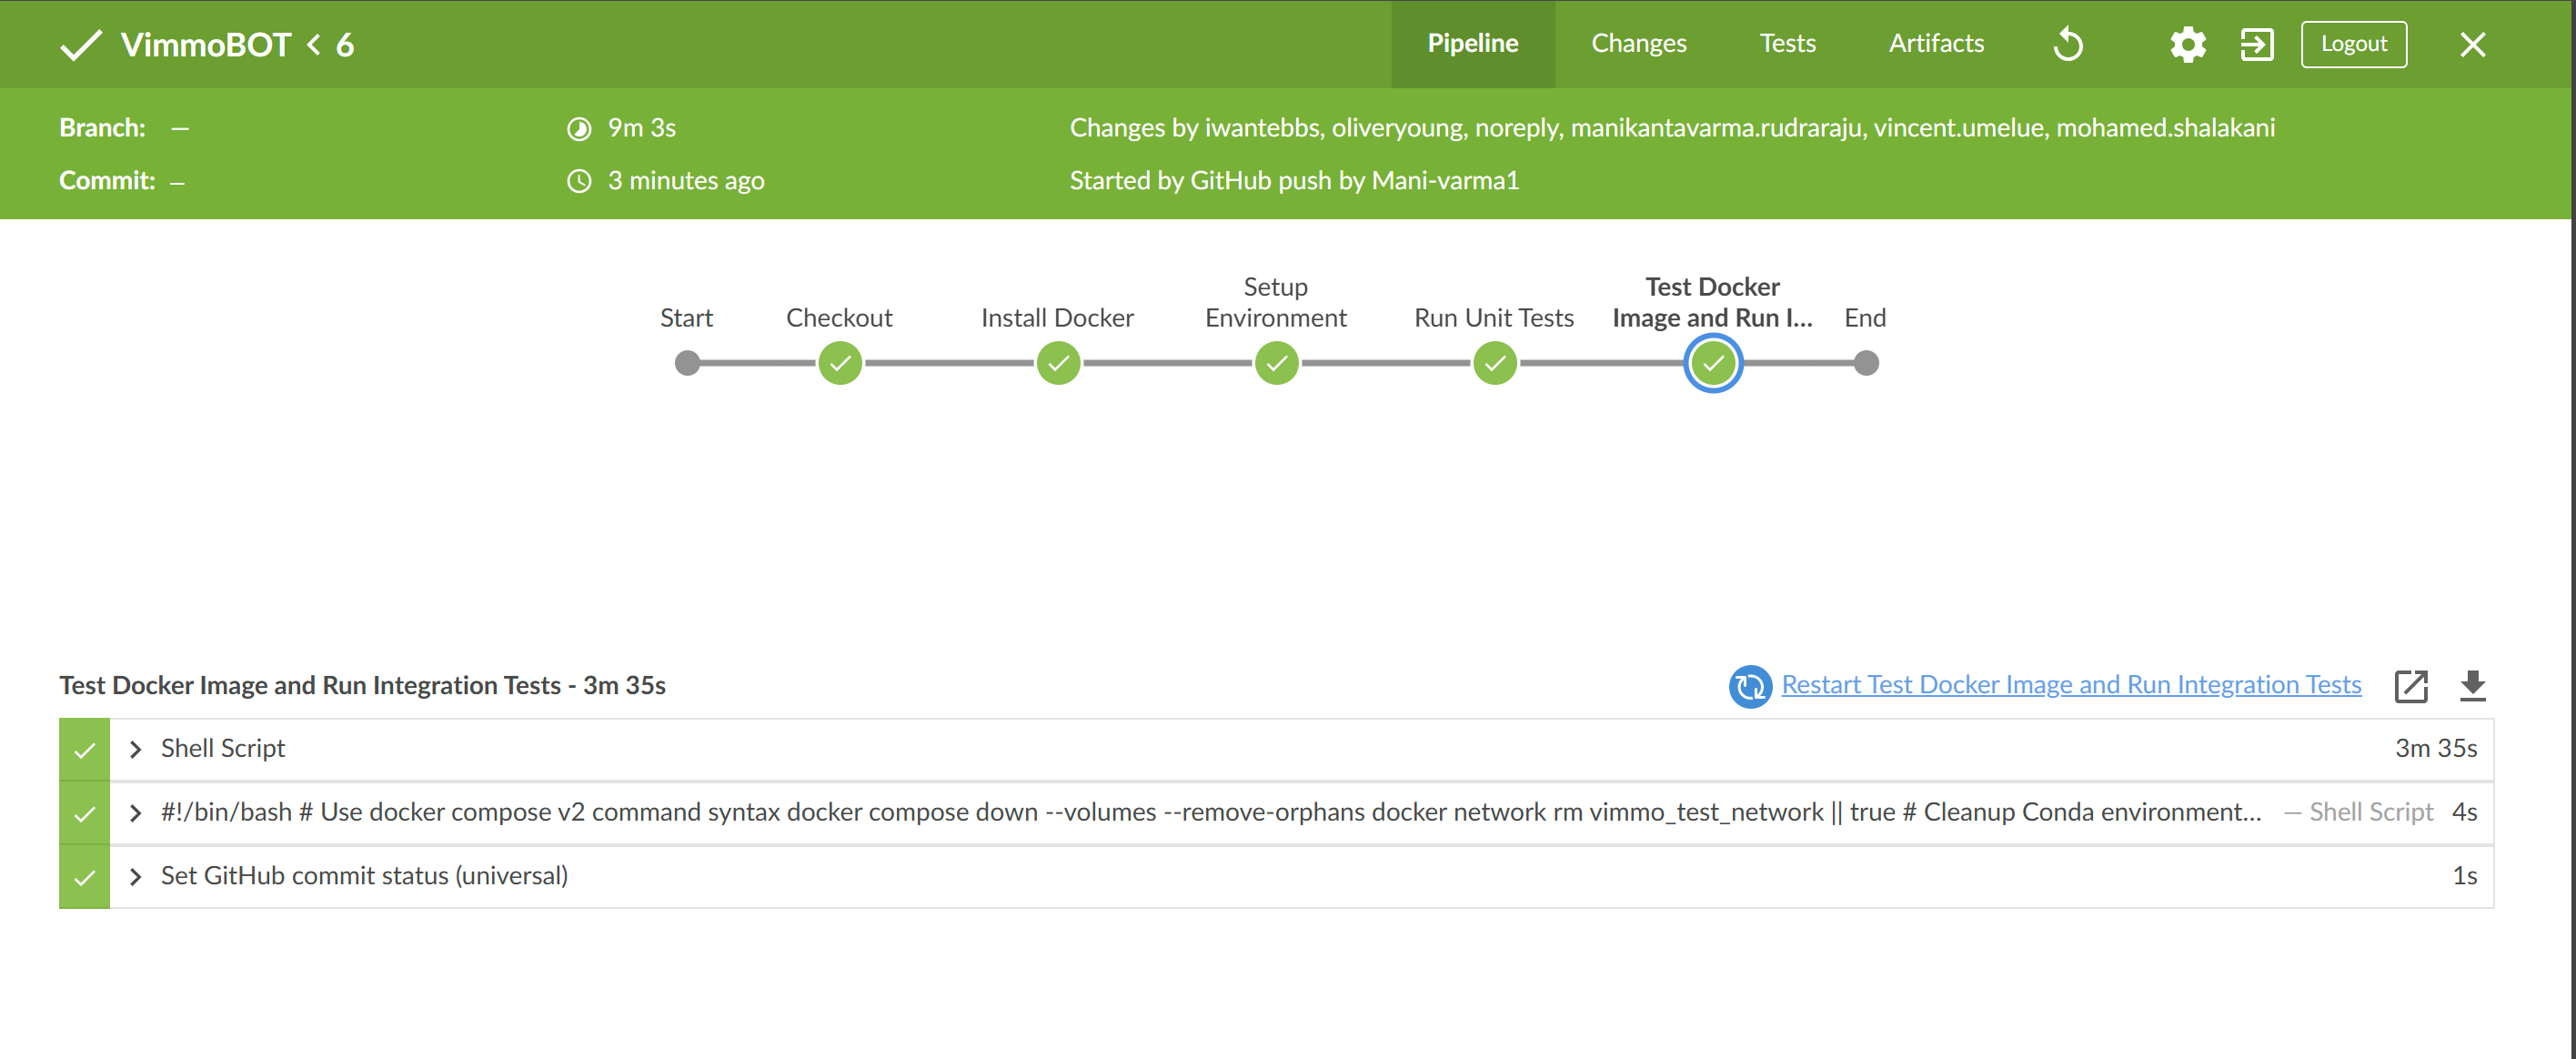 VimmoBOT < 6
Pipeline Changes Tests Artifacts Logout
Branch: —
9m 3s
Changes by iwantebbs, oliveryoung, noreply, manikantavarma.rudraraju, vincent.umelue, mohamed.shalakani
Commit: —
3 minutes ago
Started by GitHub push by Mani-varma1
Start
Checkout
Install Docker
Setup
Environment
Run Unit Tests
Test Docker
Image and Run I...
End
Test Docker Image and Run Integration Tests - 3m 35s
Restart Test Docker Image and Run Integration Tests
Shell Script 3m 35s
#!/bin/bash # Use docker compose v2 command syntax docker compose down --volumes --remove-orphans docker network rm vimmo_test_network || true # Cleanup Conda environment... — Shell Script 4s
Set GitHub commit status (universal) 1s